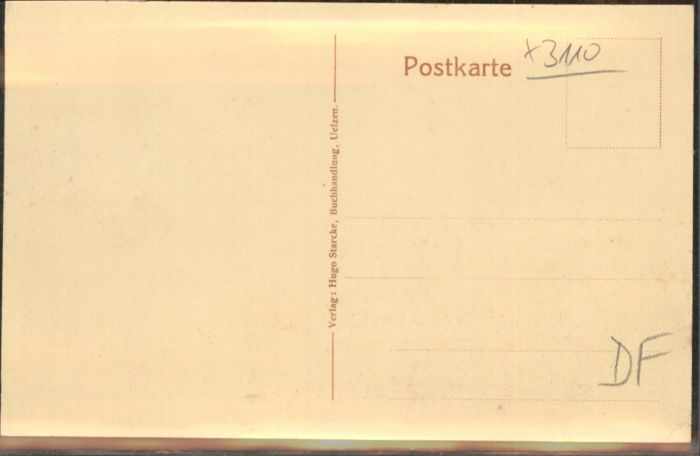 Postkarte
x3110
Verlag: Hugo Starcke, Buchhandlung, Uelzen.
DF